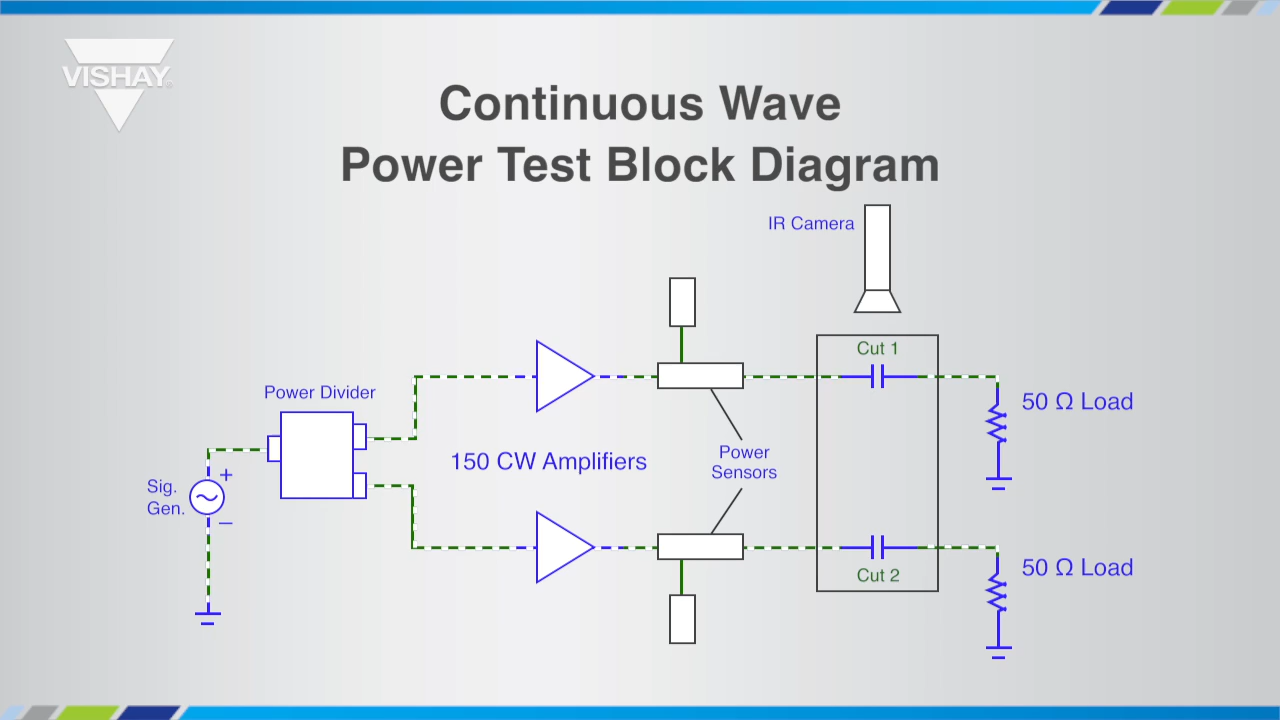 VISHAY
Continuous Wave
Power Test Block Diagram
IR Camera
Cut 1
Power Divider
50 Ω Load
150 CW Amplifiers
Power
Sensors
+
Sig.
Gen.
–
50 Ω Load
Cut 2